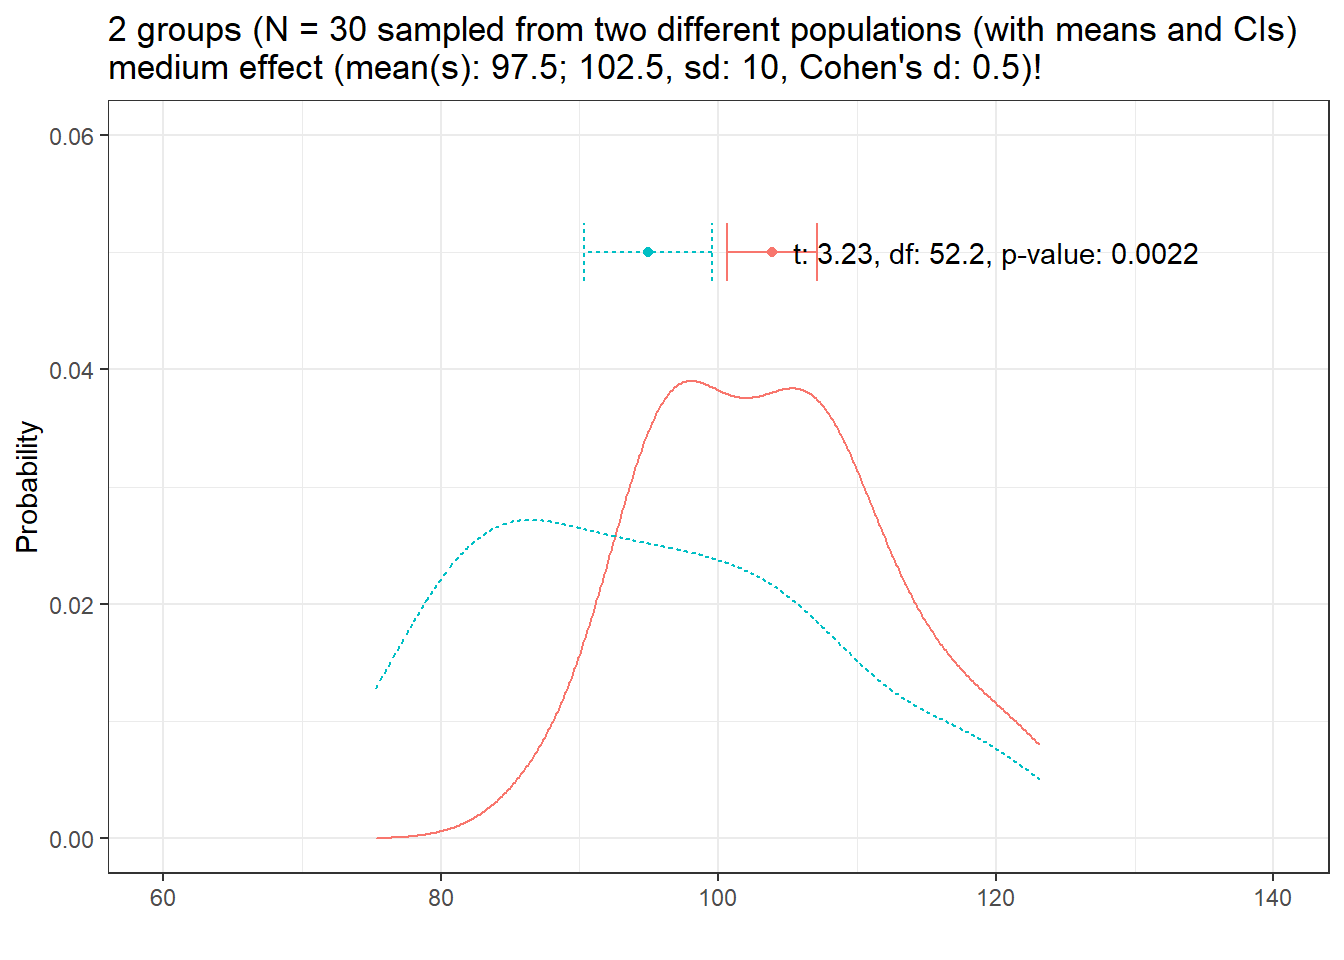 2 groups (N = 30 sampled from two different populations (with means and CIs)
medium effect (mean(s): 97.5; 102.5, sd: 10, Cohen's d: 0.5)!
0.06
t: 3.23, df: 52.2, p-value: 0.0022
0.04
Probability
0.02
0.00
60 80 100 120 140